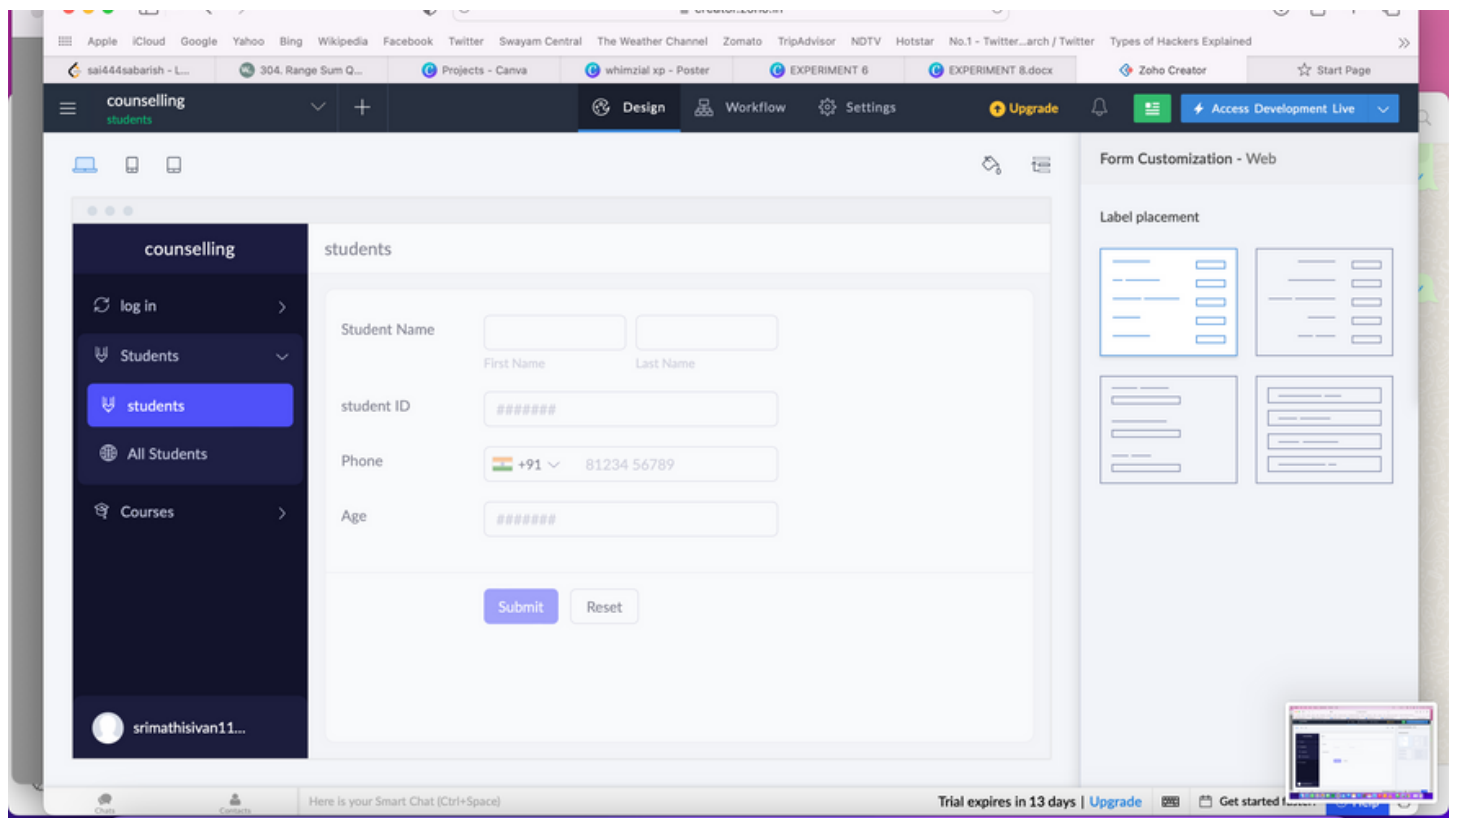 Apple iCloud Google Yahoo Bing Wikipedia Facebook Twitter Swayam Central The Weather Channel Zomato TripAdvisor NDTV Hotstar No.1 - Twitter...arch / Twitter Types of Hackers Explained
sai444sabarish - L... 304. Range Sum Q... Projects - Canva whimzial xp - Poster EXPERIMENT 6 EXPERIMENT 8.docx Zoho Creator Start Page
counselling
students
Design Workflow Settings Upgrade Access Development Live
Form Customization - Web
Label placement
counselling
students
log in
Students
students
All Students
Courses
srimathisivan11...
Student Name
First Name Last Name
student ID
#######
Phone
+91 81234 56789
Age
#######
Submit Reset
Chats Contacts
Here is your Smart Chat (Ctrl+Space)
Trial expires in 13 days | Upgrade Get started